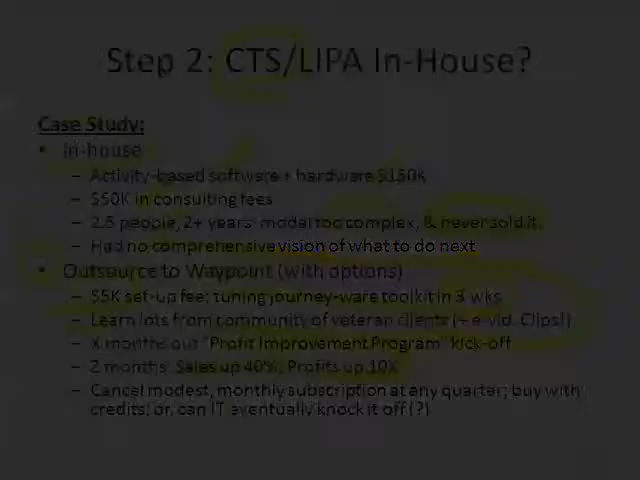 Step 2: CTS/LIPA In-House?
Case Study:
• In-house
– Activity-based software + hardware $150K
– $50K in consulting fees
– 2.5 people, 2+ years: model too complex, & never sold it.
– Had no comprehensive vision of what to do next
• Outsource to Waypoint (with options)
– $5K set-up fee; tuning journey-ware toolkit in 3 wks
– Learn lots from community of veteran clients (+ e-vid. Clips!)
– X months out "Profit Improvement Program" kick-off
– Z months: Sales up 40%; Profits up 10X
– Cancel modest, monthly subscription at any quarter; buy with
credits; or, can IT eventually knock it off (?)